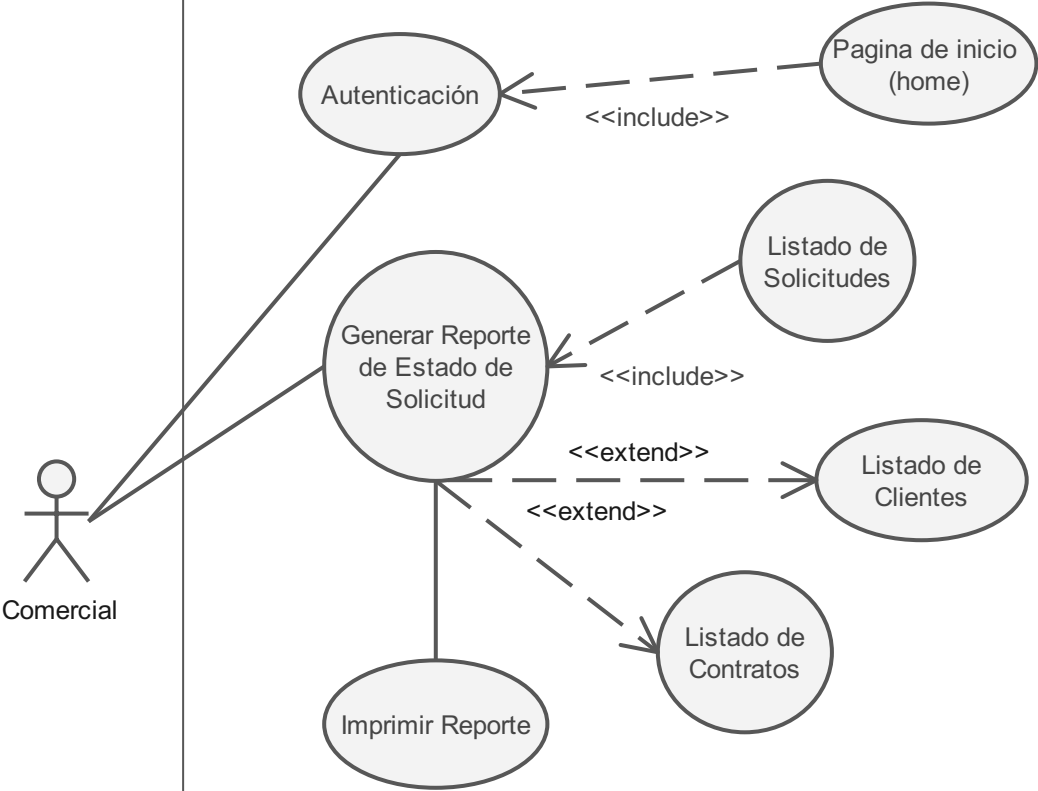 Pagina de inicio
(home)
Autenticación
<<include>>
Listado de
Solicitudes
Generar Reporte
de Estado de
Solicitud
<<include>>
<<extend>>
Listado de
Clientes
<<extend>>
Comercial
Listado de
Contratos
Imprimir Reporte